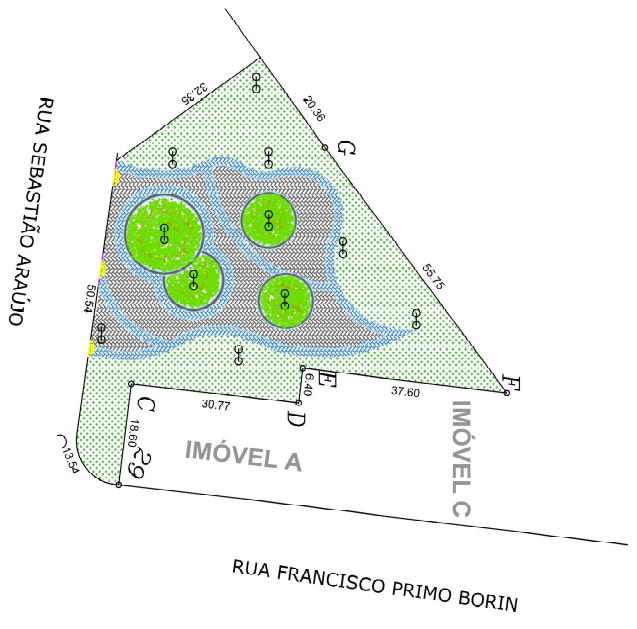 32.35
20.36
G
RUA SEBASTIÃO ARAÚJO
55.75
50.54
F
E
6.40
37.60
C
30.77
D
18.60
29
IMÓVEL A
IMÓVEL C
13.54
RUA FRANCISCO PRIMO BORIN